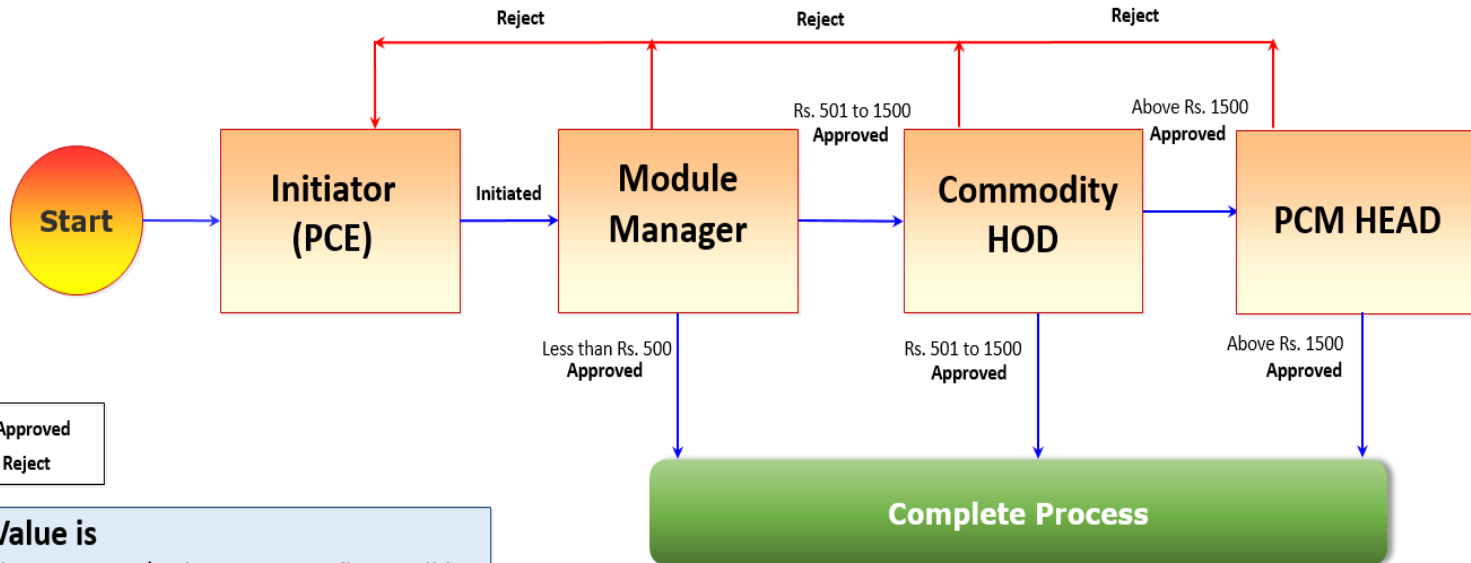 Reject
Reject
Reject
Rs. 501 to 1500
Approved
Above Rs. 1500
Approved
Start
Initiator
(PCE)
Initiated
Module
Manager
Commodity
HOD
PCM HEAD
Less than Rs. 500
Approved
Rs. 501 to 1500
Approved
Above Rs. 1500
Approved
Approved
Reject
Value is
Complete Process